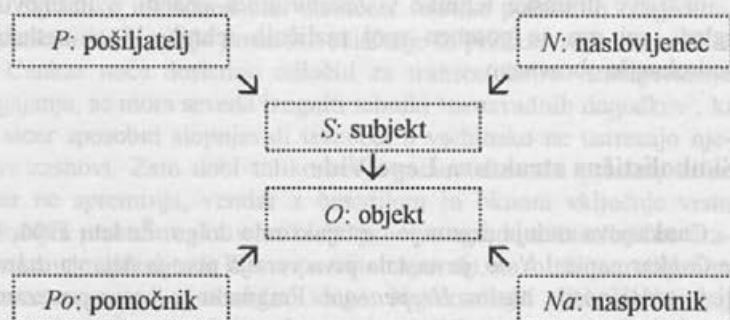 P: pošiljatelj
N: naslovljenec
S: subjekt
O: objekt
Po: pomočnik
Na: nasprotnik